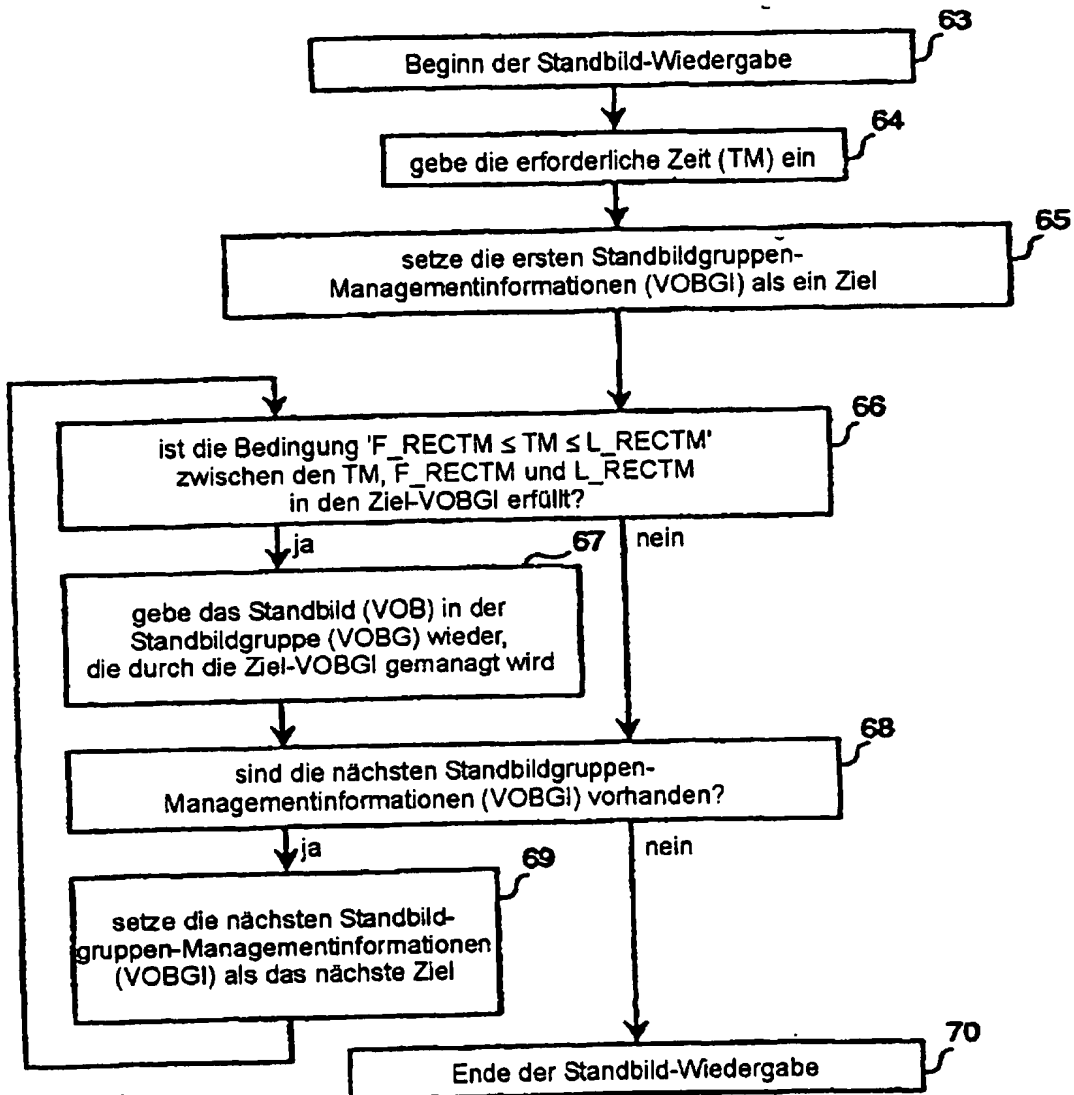 63
Beginn der Standbild-Wiedergabe
64
gebe die erforderliche Zeit (TM) ein
65
setze die ersten Standbildgruppen-
Managementinformationen (VOBGI) als ein Ziel
66
ist die Bedingung 'F_RECTM ≤ TM ≤ L_RECTM'
zwischen den TM, F_RECTM und L_RECTM
in den Ziel-VOBGI erfüllt?
ja
nein
67
gebe das Standbild (VOB) in der
Standbildgruppe (VOBG) wieder,
die durch die Ziel-VOBGI gemanagt wird
68
sind die nächsten Standbildgruppen-
Managementinformationen (VOBGI) vorhanden?
ja
nein
69
setze die nächsten Standbild-
gruppen-Managementinformationen
(VOBGI) als das nächste Ziel
70
Ende der Standbild-Wiedergabe